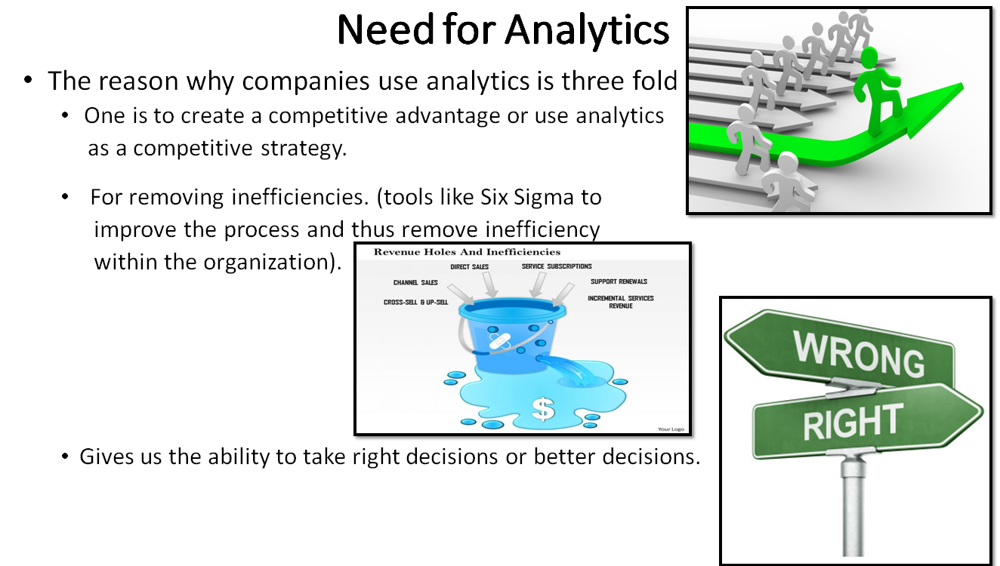 Need for Analytics
• The reason why companies use analytics is three fold
• One is to create a competitive advantage or use analytics
as a competitive strategy.
• For removing inefficiencies. (tools like Six Sigma to
improve the process and thus remove inefficiency
within the organization).
Revenue Holes And Inefficiencies
DIRECT SALES
SERVICE SUBSCRIPTIONS
CHANNEL SALES
SUPPORT RENEWALS
CROSS-SELL & UP-SELL
INCREMENTAL SERVICES
REVENUE
$
Your Logo
WRONG
RIGHT
• Gives us the ability to take right decisions or better decisions.